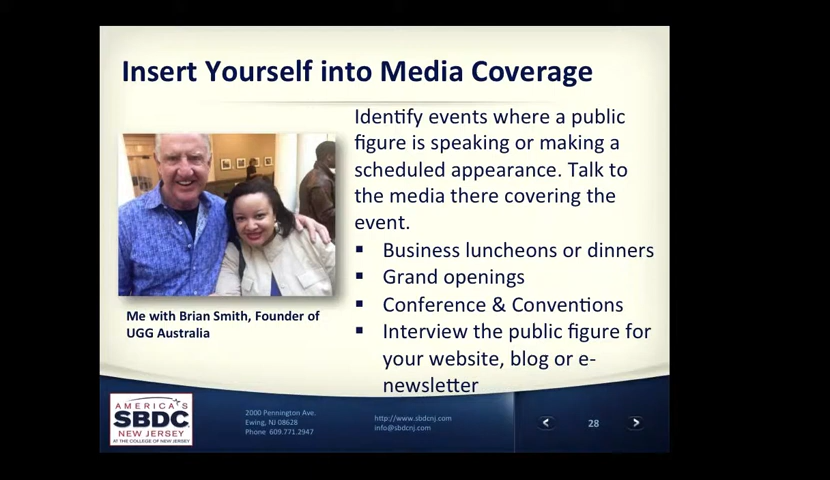 Insert Yourself into Media Coverage
Identify events where a public
figure is speaking or making a
scheduled appearance. Talk to
the media there covering the
event.
▪ Business luncheons or dinners
▪ Grand openings
▪ Conference & Conventions
▪ Interview the public figure for
your website, blog or e-
newsletter
Me with Brian Smith, Founder of
UGG Australia
AMERICA'S
SBDC
NEW JERSEY
AT THE COLLEGE OF NEW JERSEY
2000 Pennington Ave.
Ewing, NJ 08628
Phone 609.771.2947
http://www.sbdcnj.com
info@sbdcnj.com
28